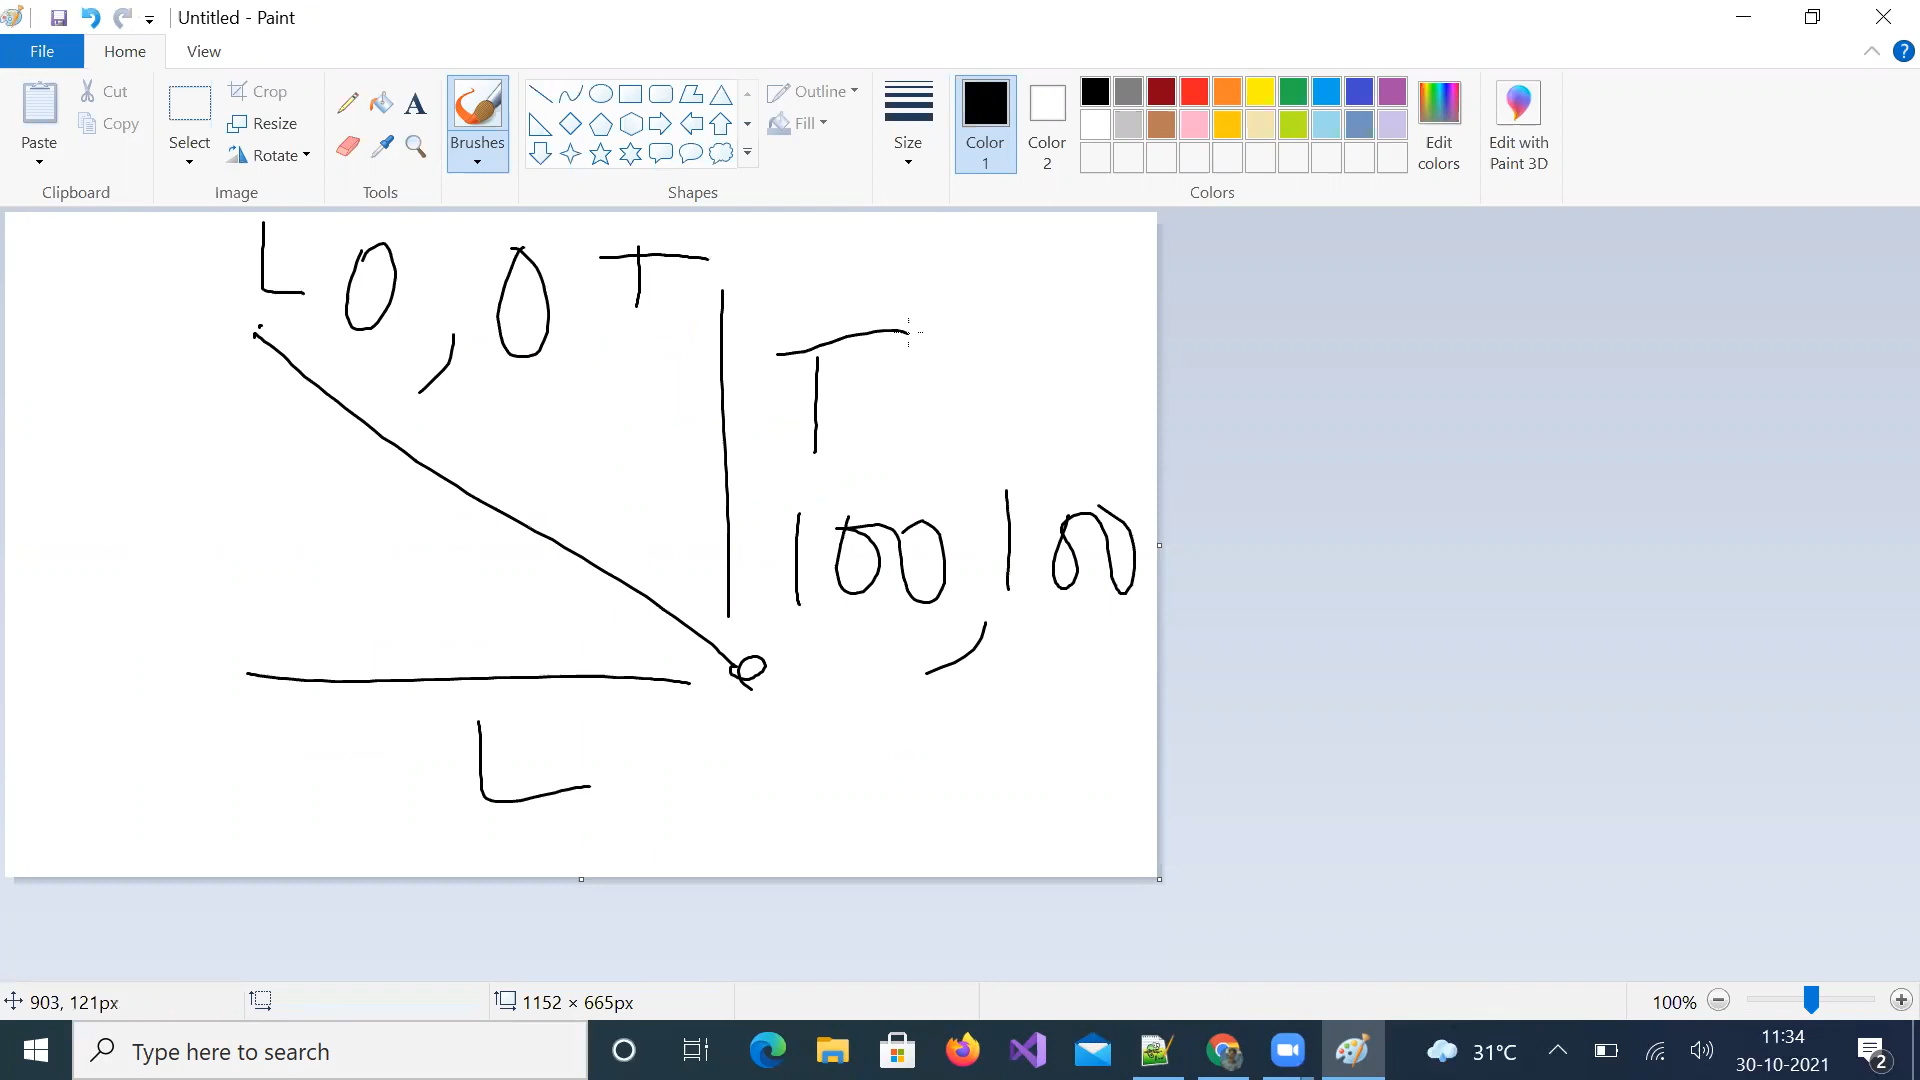 Untitled - Paint
File Home View
Paste
Cut
Copy
Clipboard
Select
Crop
Resize
Rotate
Image
A
Tools
Brushes
Outline
Fill
Shapes
Size
Color 1
Color 2
Edit colors
Colors
Edit with Paint 3D
?
L 0 , 0 T
T
100 , 100
L
903, 121px
1152 × 665px
100%
Type here to search
31°C
11:34
30-10-2021
2